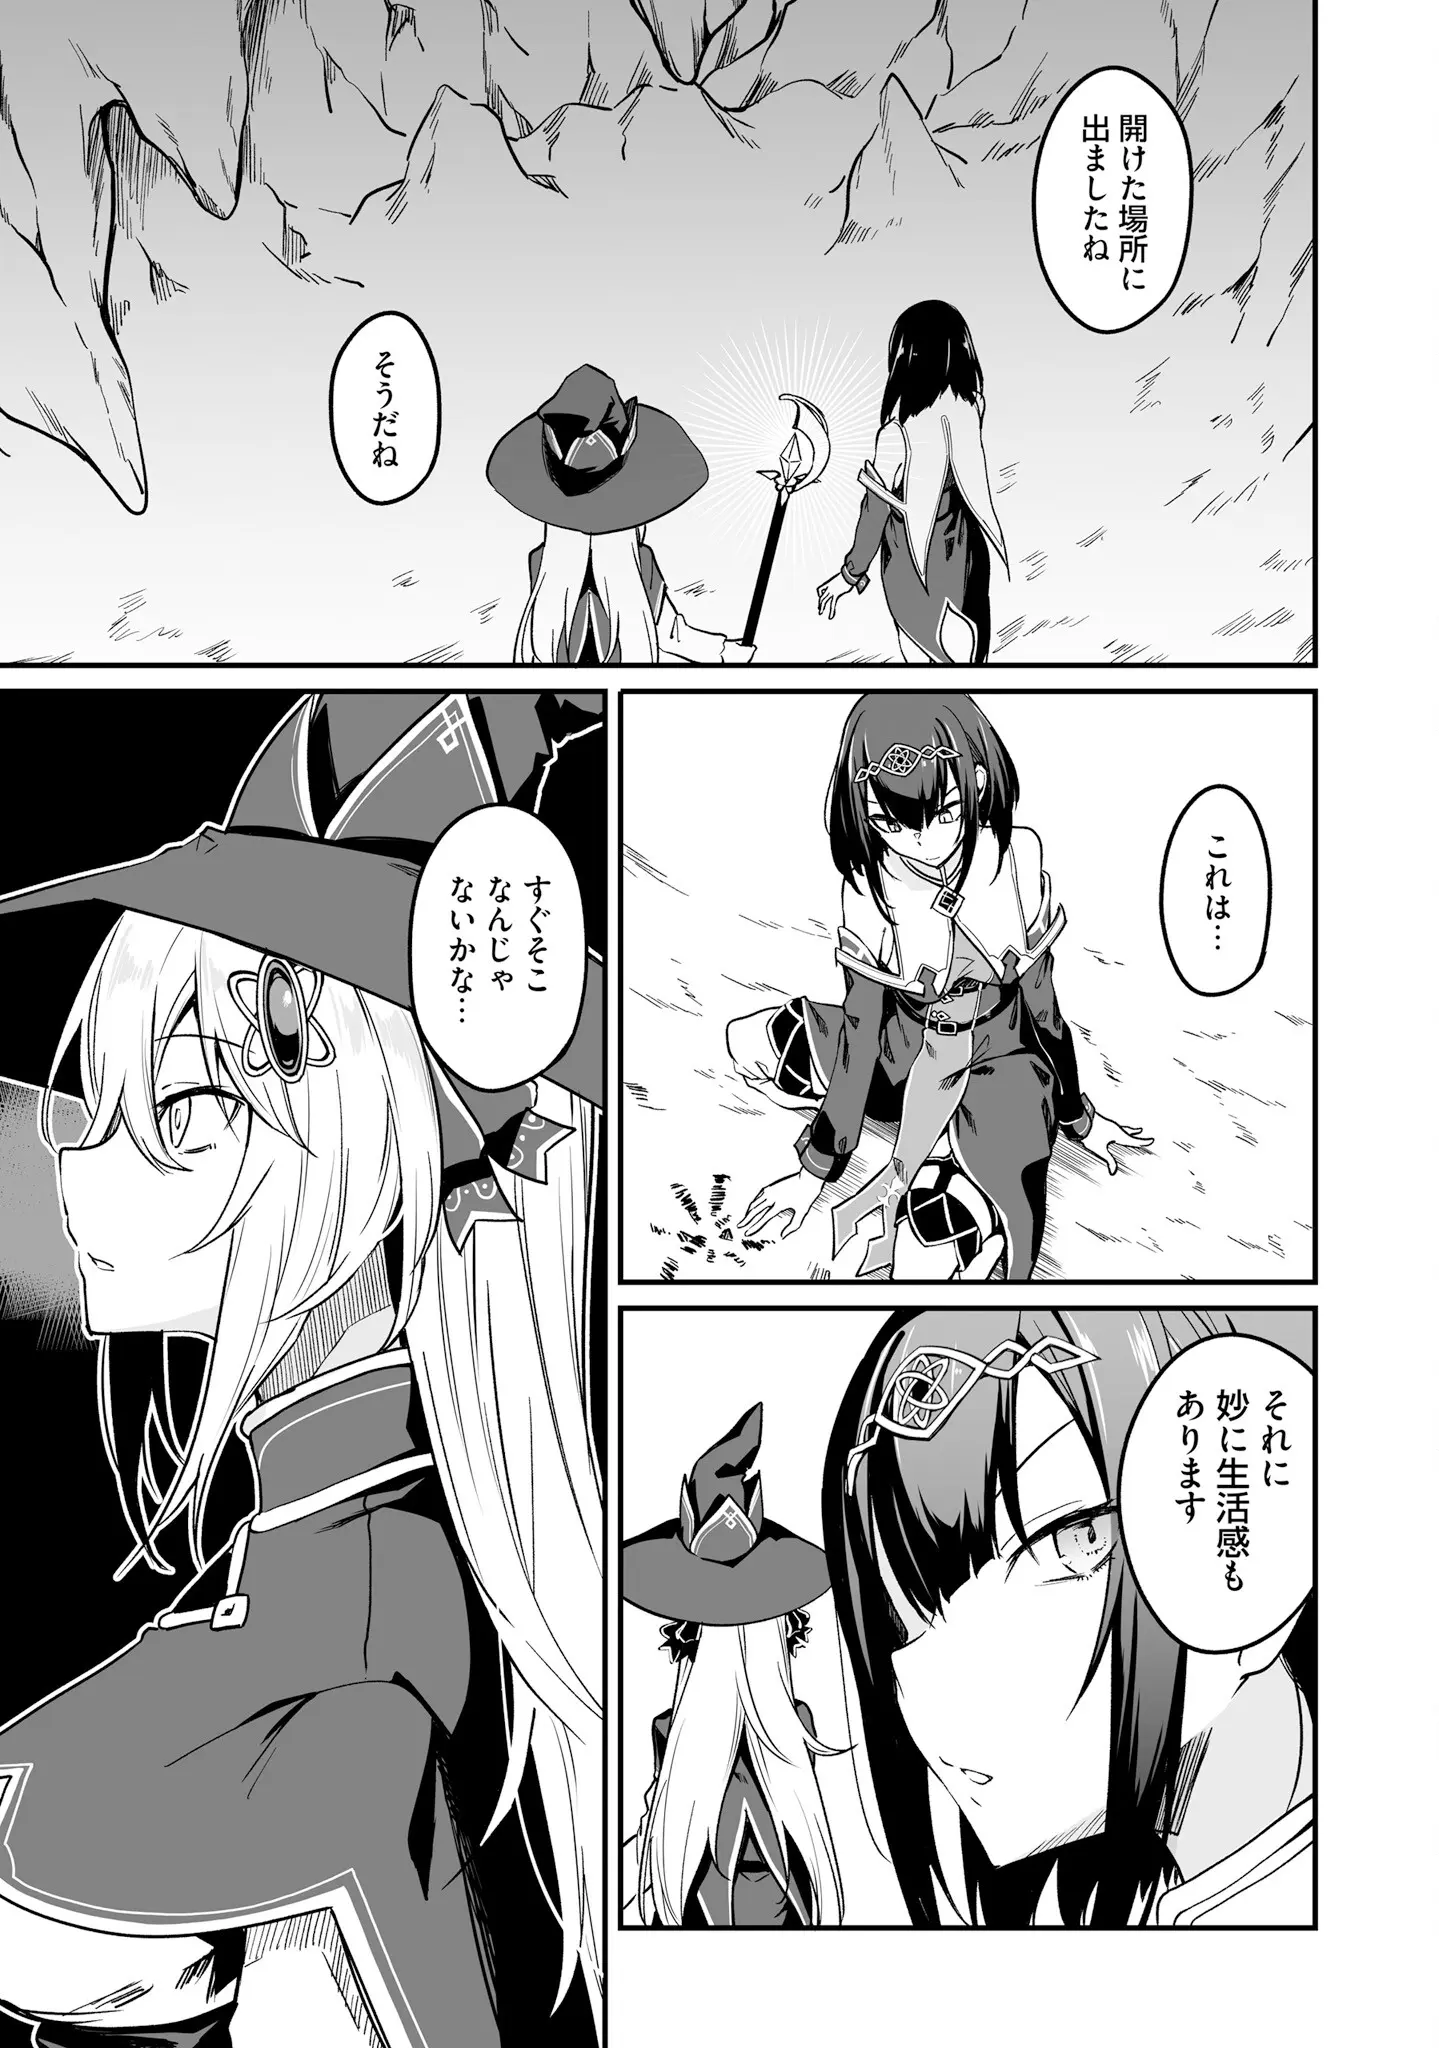 開けた場所に
出ましたね
そうだね
これは…
それに
妙に生活感も
あります
すぐそこ
なんじゃ
ないかな…